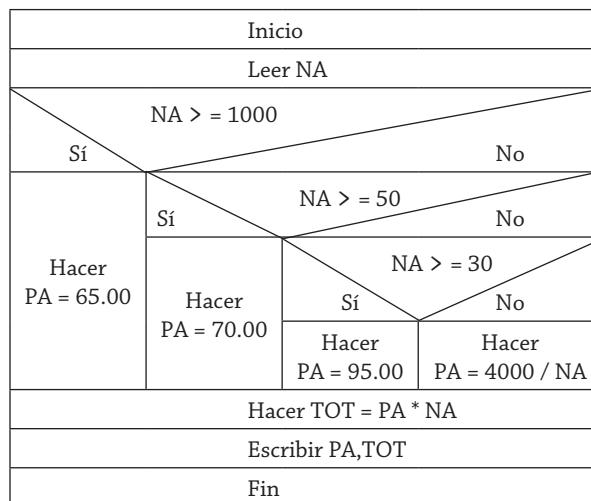 Inicio
Leer NA
NA > = 1000
Sí
No
NA > = 50
Sí
No
NA > = 30
Sí
No
Hacer
PA = 65.00
Hacer
PA = 70.00
Hacer
PA = 95.00
Hacer
PA = 4000 / NA
Hacer TOT = PA * NA
Escribir PA,TOT
Fin